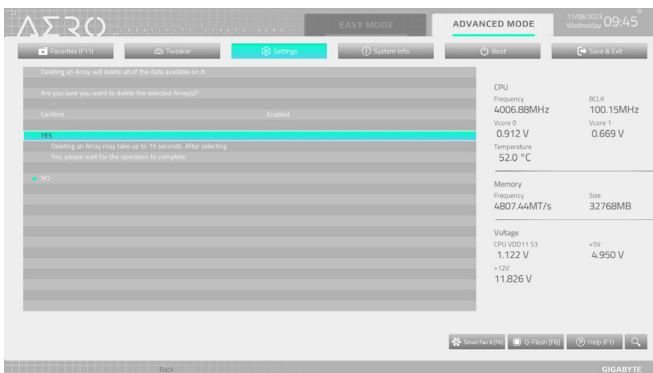 AERO
CREATIVITY STARTS HERE
EASY MODE
ADVANCED MODE
11/08/2023
Wednesday 09:45
Favorites (F11)
Tweaker
Settings
System Info.
Boot
Save & Exit
Deleting an Array will delete all of the data available on it
Are you sure you want to delete the selected Array(s)?
Confirm Enabled
YES
Deleting an Array may take up to 15 seconds. After selecting
Yes, please wait for the operation to complete.
NO
CPU
Frequency BCLK
4006.88MHz 100.15MHz
Vcore 0 Vcore 1
0.912 V 0.669 V
Temperature
52.0 °C
Memory
Frequency Size
4807.44MT/s 32768MB
Voltage
CPU VDD11 S3 +5V
1.122 V 4.950 V
+12V
11.826 V
Smart Fan 6 [F6] Q-Flash [F8] Help (F1)
Back
GIGABYTE